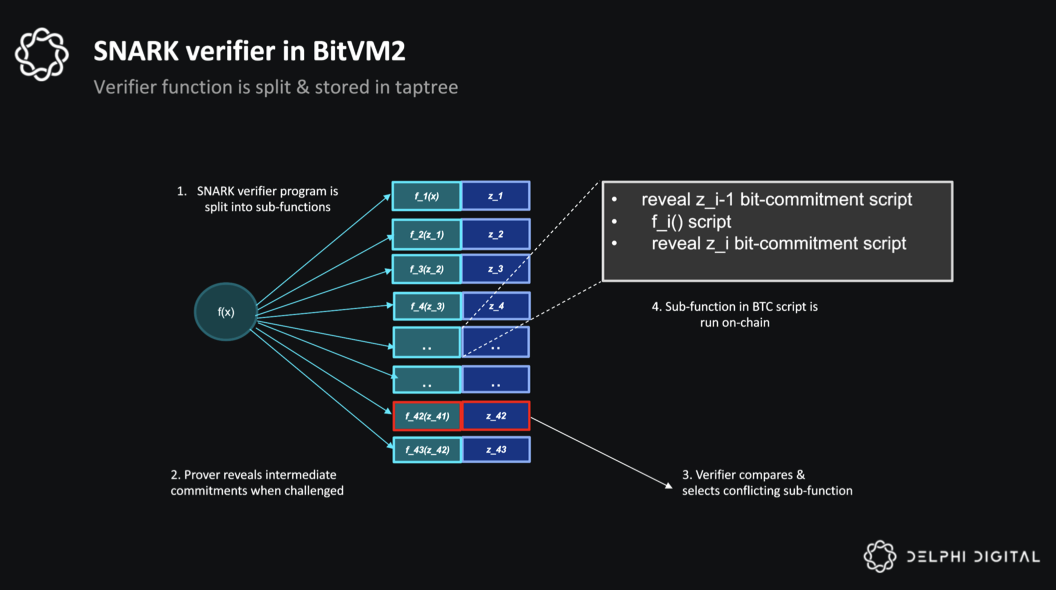 SNARK verifier in BitVM2
Verifier function is split & stored in taptree
1. SNARK verifier program is
split into sub-functions
f(x)
f_1(x) z_1
f_2(z_1) z_2
f_3(z_2) z_3
f_4(z_3) z_4
.. ..
.. ..
f_42(z_41) z_42
f_43(z_42) z_43
• reveal z_i-1 bit-commitment script
• f_i() script
• reveal z_i bit-commitment script
4. Sub-function in BTC script is
run on-chain
2. Prover reveals intermediate
commitments when challenged
3. Verifier compares &
selects conflicting sub-function
DELPHI DIGITAL